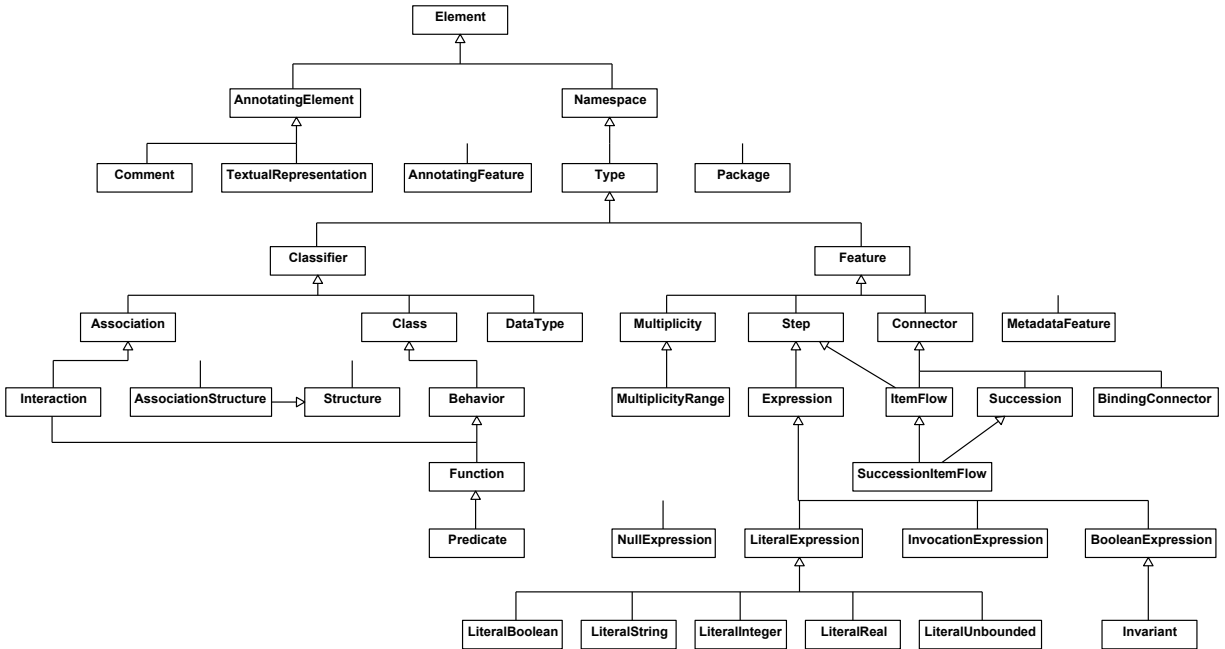 Element
AnnotatingElement
Namespace
Comment
TextualRepresentation
AnnotatingFeature
Type
Package
Classifier
Feature
Association
Class
DataType
Multiplicity
Step
Connector
MetadataFeature
Interaction
AssociationStructure
Structure
Behavior
MultiplicityRange
Expression
ItemFlow
Succession
BindingConnector
Function
SuccessionItemFlow
Predicate
NullExpression
LiteralExpression
InvocationExpression
BooleanExpression
LiteralBoolean
LiteralString
LiteralInteger
LiteralReal
LiteralUnbounded
Invariant